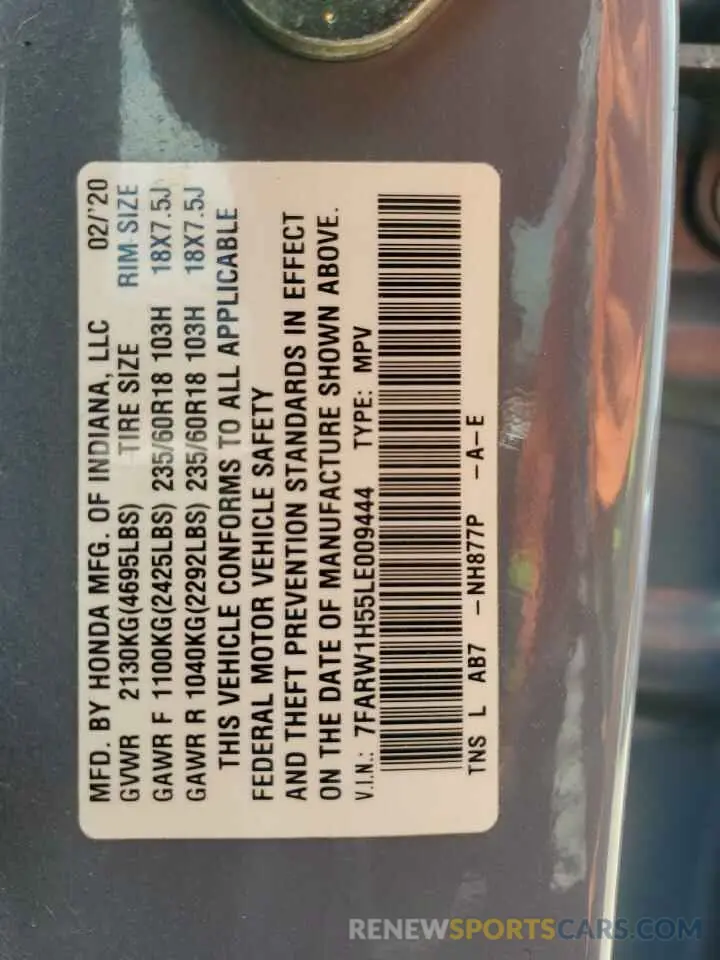 MFD. BY HONDA MFG. OF INDIANA, LLC 02/'20
GVWR 2130KG(4695LBS) TIRE SIZE RIM SIZE
GAWR F 1100KG(2425LBS) 235/60R18 103H 18X7.5J
GAWR R 1040KG(2292LBS) 235/60R18 103H 18X7.5J
THIS VEHICLE CONFORMS TO ALL APPLICABLE
FEDERAL MOTOR VEHICLE SAFETY
AND THEFT PREVENTION STANDARDS IN EFFECT
ON THE DATE OF MANUFACTURE SHOWN ABOVE.
V.I.N.: 7FARW1H55LE009444 TYPE: MPV
TNS L AB7 -NH877P -A-E
RENEWSPORTSCARS.COM